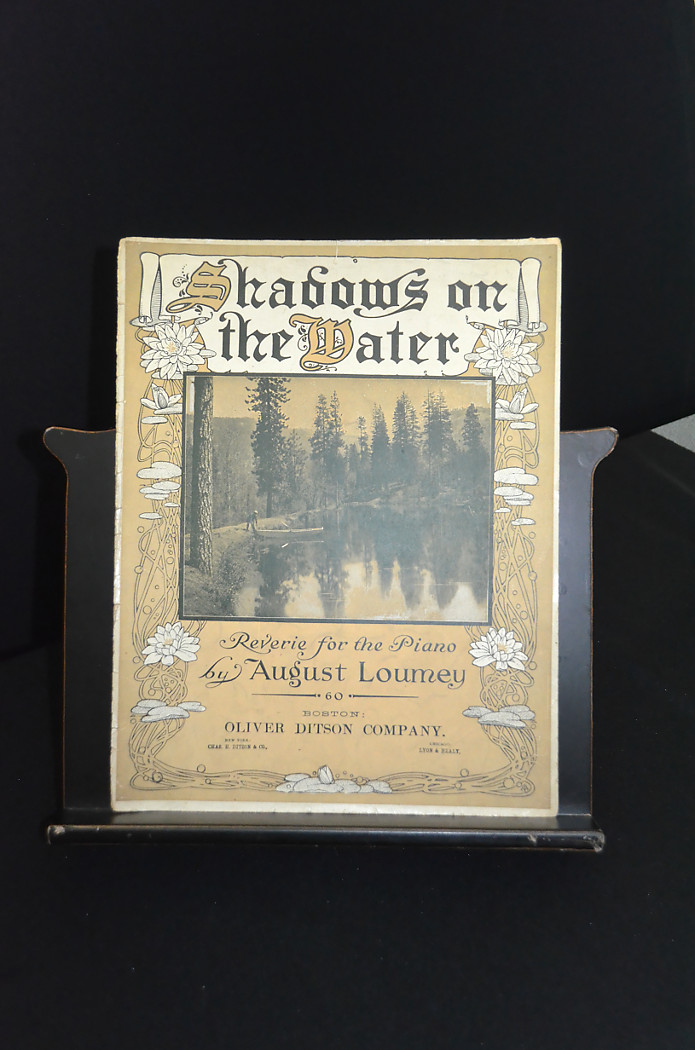 Shadows on
the Water
Reverie for the Piano
by August Loumey
60
BOSTON:
OLIVER DITSON COMPANY.
NEW YORK:
CHAS. H. DITSON & CO.,
CHICAGO:
LYON & HEALY.